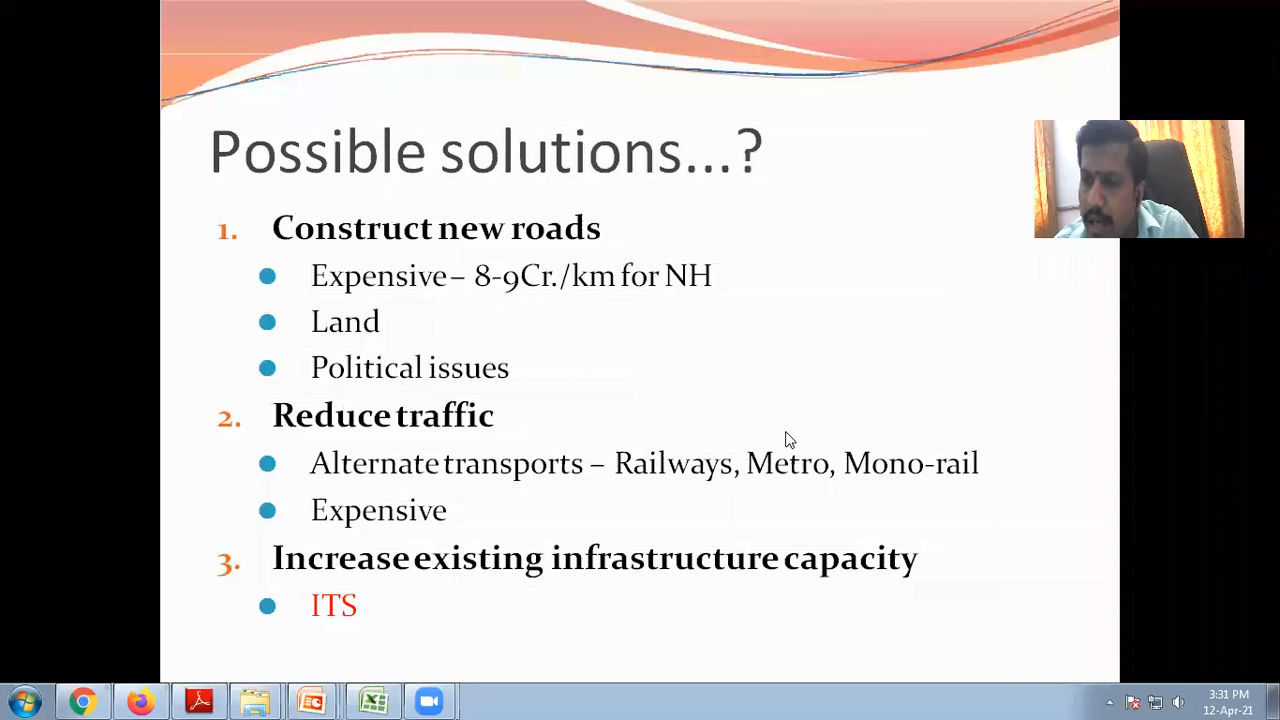 Possible solutions...?
1. Construct new roads
Expensive – 8-9Cr./km for NH
Land
Political issues
2. Reduce traffic
Alternate transports – Railways, Metro, Mono-rail
Expensive
3. Increase existing infrastructure capacity
ITS
3:31 PM
12-Apr-21